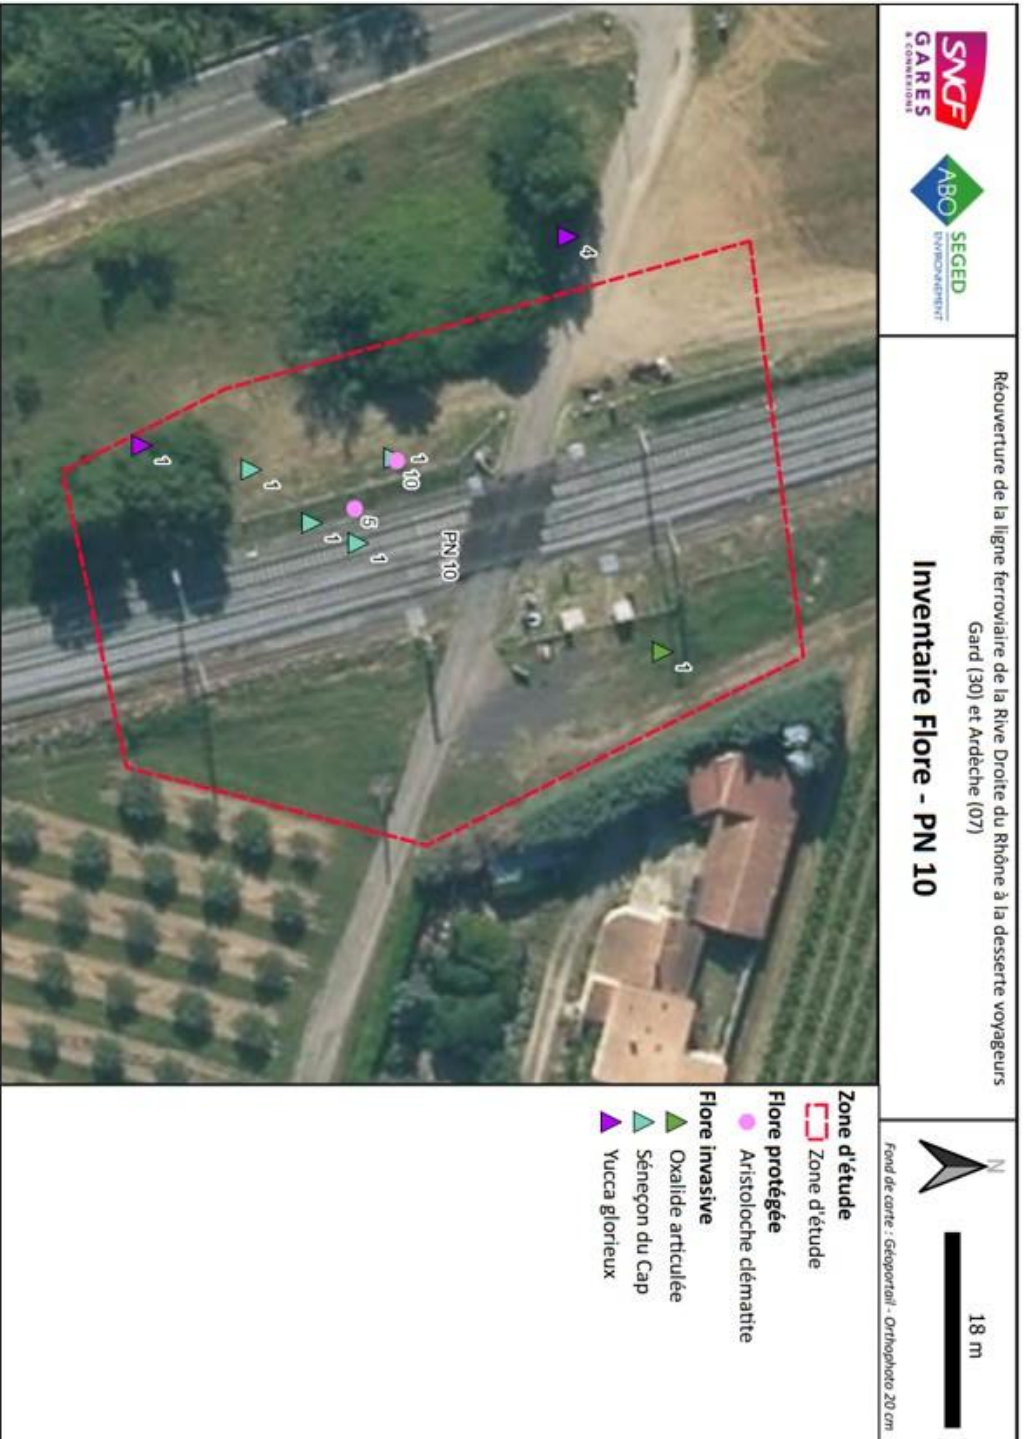 SNCF
GARES
& CONNEXIONS
ABO
SEGED
ENVIRONNEMENT
Réouverture de la ligne ferroviaire de la Rive Droite du Rhône à la desserte voyageurs
Gard (30) et Ardèche (07)
Inventaire Flore - PN 10
N
18 m
Fond de carte : Géoportail - Orthophoto 20 cm
4
1
1
1
10
5
1
1
PN 10
1
Zone d'étude
Zone d'étude
Flore protégée
Aristoloche clématite
Flore invasive
Oxalide articulée
Séneçon du Cap
Yucca glorieux